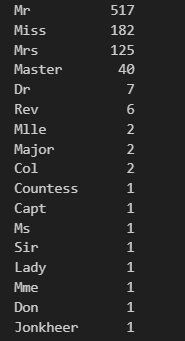 Mr 517
Miss 182
Mrs 125
Master 40
Dr 7
Rev 6
Mlle 2
Major 2
Col 2
Countess 1
Capt 1
Ms 1
Sir 1
Lady 1
Mme 1
Don 1
Jonkheer 1